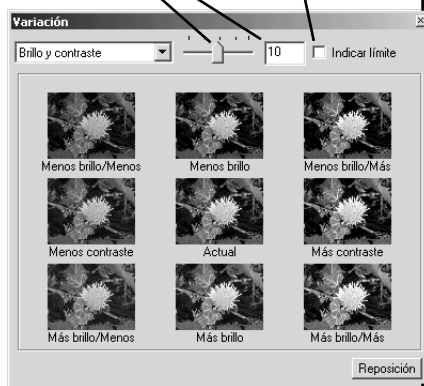 Variación
Brillo y contraste 10 Indicar límite
Menos brillo/Menos Menos brillo Menos brillo/Más
Menos contraste Actual Más contraste
Más brillo/Menos Más brillo Más brillo/Más
Reposición